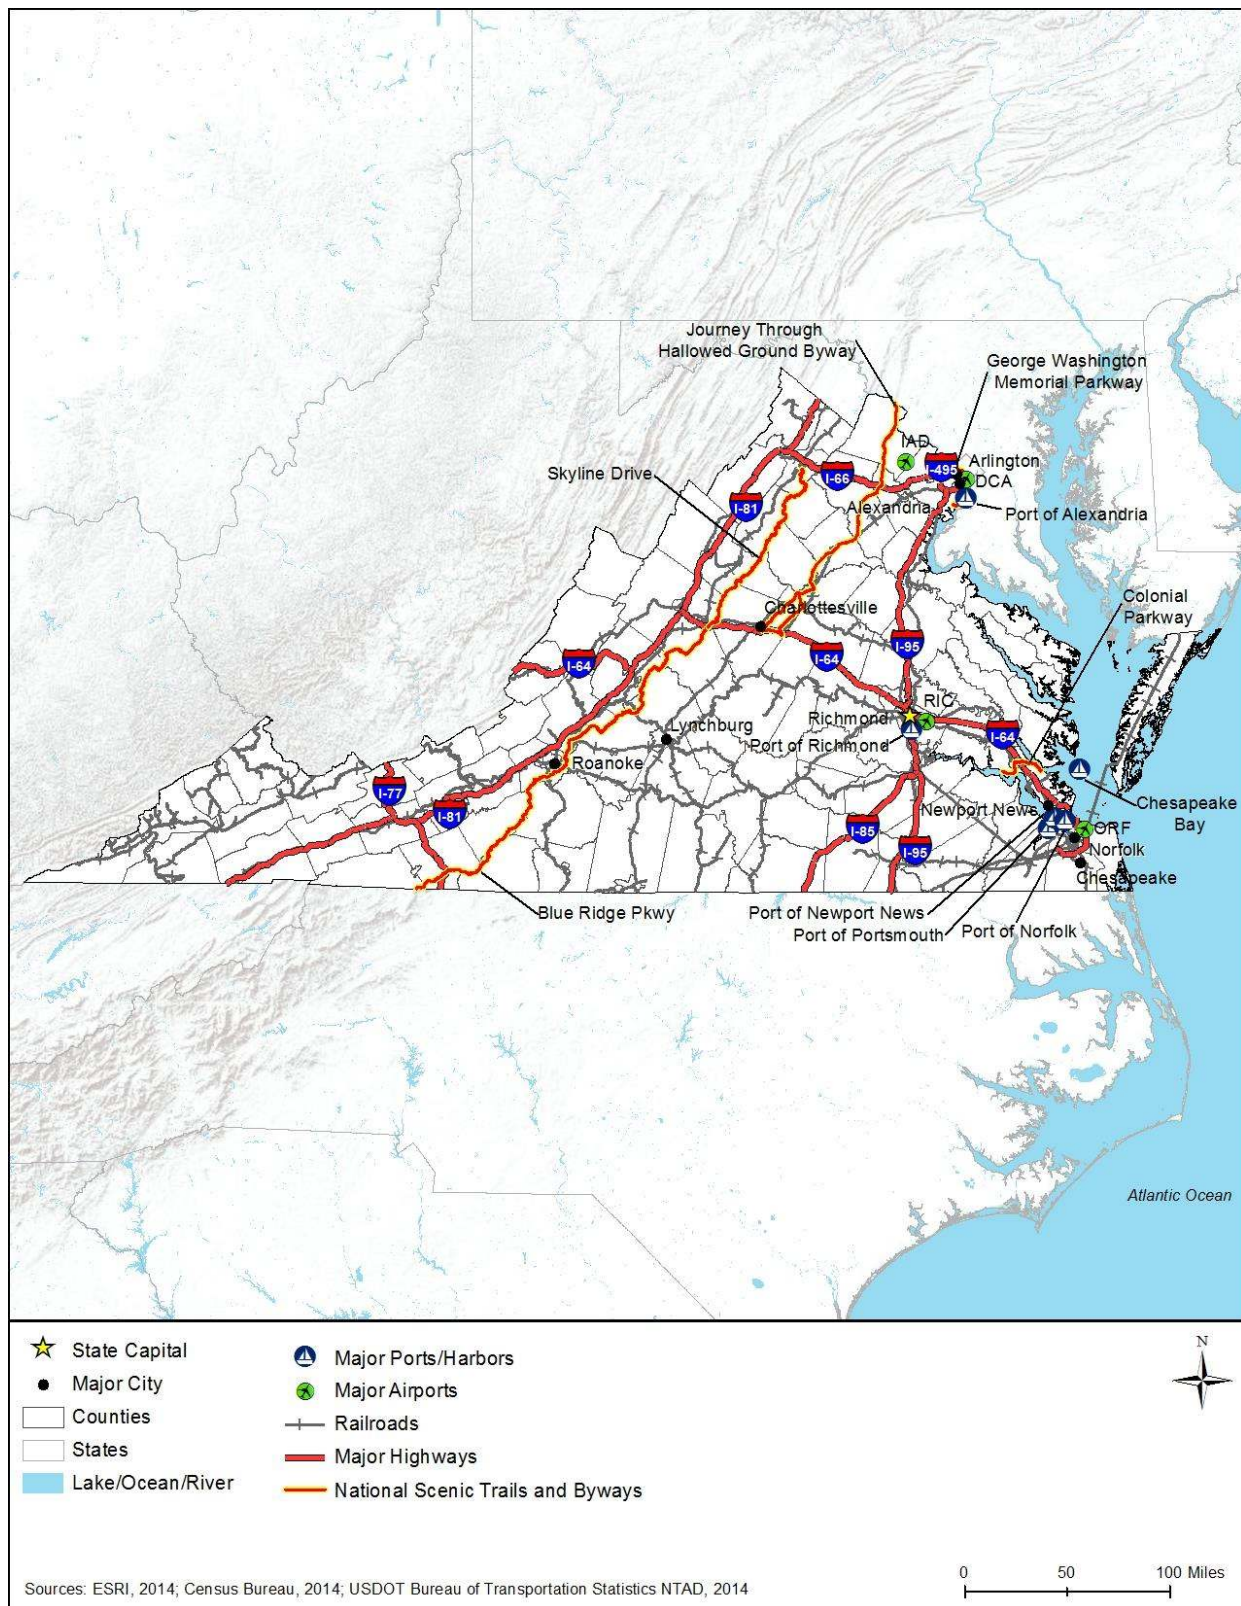 Journey Through
Hallowed Ground Byway
George Washington
Memorial Parkway
IAD
Skyline Drive
I-66
I-495
Arlington
DCA
I-81
Alexandria
Port of Alexandria
Colonial
Parkway
Charlottesville
I-64
I-64
I-95
RIC
Richmond
Lynchburg
Port of Richmond
I-64
Roanoke
I-77
I-81
Newport News
Chesapeake
Bay
I-85
ORF
I-95
Norfolk
Chesapeake
Blue Ridge Pkwy
Port of Newport News
Port of Portsmouth
Port of Norfolk
Atlantic Ocean
State Capital
Major City
Counties
States
Lake/Ocean/River
Major Ports/Harbors
Major Airports
Railroads
Major Highways
National Scenic Trails and Byways
N
Sources: ESRI, 2014; Census Bureau, 2014; USDOT Bureau of Transportation Statistics NTAD, 2014
0 50 100 Miles